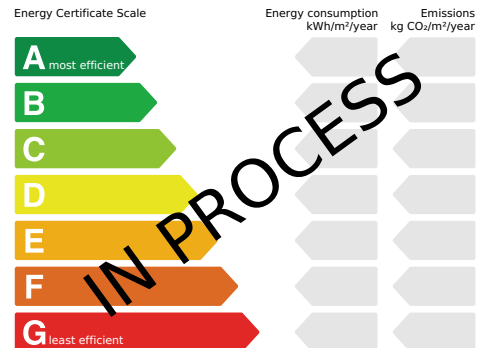 Energy Certificate Scale
Energy consumption
kWh/m²/year
Emissions
kg CO₂/m²/year
A most efficient
B
C
D
E
F
G least efficient
IN PROCESS